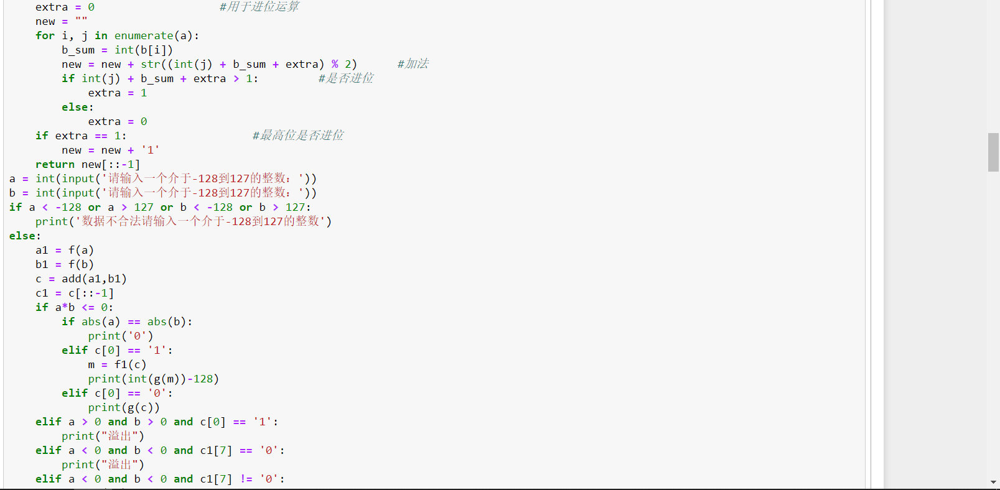 extra = 0                   #用于进位运算
    new = ""
    for i, j in enumerate(a):
        b_sum = int(b[i])
        new = new + str((int(j) + b_sum + extra) % 2)      #加法
        if int(j) + b_sum + extra > 1:         #是否进位
            extra = 1
        else:
            extra = 0
    if extra == 1:                   #最高位是否进位
        new = new + '1'
    return new[::-1]
a = int(input('请输入一个介于-128到127的整数：'))
b = int(input('请输入一个介于-128到127的整数：'))
if a < -128 or a > 127 or b < -128 or b > 127:
    print('数据不合法请输入一个介于-128到127的整数')
else:
    a1 = f(a)
    b1 = f(b)
    c = add(a1,b1)
    c1 = c[::-1]
    if a*b <= 0:
        if abs(a) == abs(b):
            print('0')
        elif c[0] == '1':
            m = f1(c)
            print(int(g(m))-128)
        elif c[0] == '0':
            print(g(c))
    elif a > 0 and b > 0 and c[0] == '1':
        print("溢出")
    elif a < 0 and b < 0 and c1[7] == '0':
        print("溢出")
    elif a < 0 and b < 0 and c1[7] != '0':